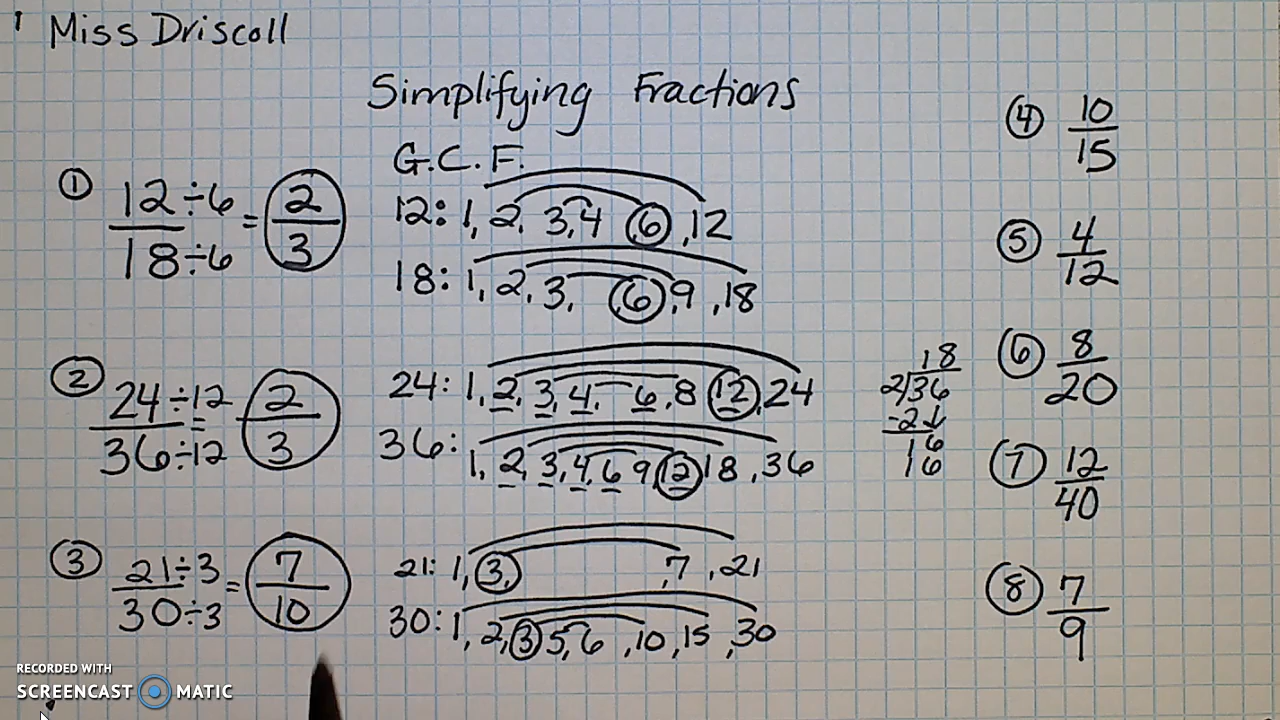 Miss Driscoll
Simplifying Fractions
G.C.F.
① 12÷6 / 18÷6 = 2/3
12: 1, 2, 3, 4, 6, 12
18: 1, 2, 3, 6, 9, 18
② 24÷12 / 36÷12 = 2/3
24: 1, 2, 3, 4, 6, 8, 12, 24
36: 1, 2, 3, 4, 6, 9, 12, 18, 36
18
2)36
-2↓
16
16
③ 21÷3 / 30÷3 = 7/10
21: 1, 3, 7, 21
30: 1, 2, 3, 5, 6, 10, 15, 30
④ 10/15
⑤ 4/12
⑥ 8/20
⑦ 12/40
⑧ 7/9
RECORDED WITH
SCREENCAST MATIC